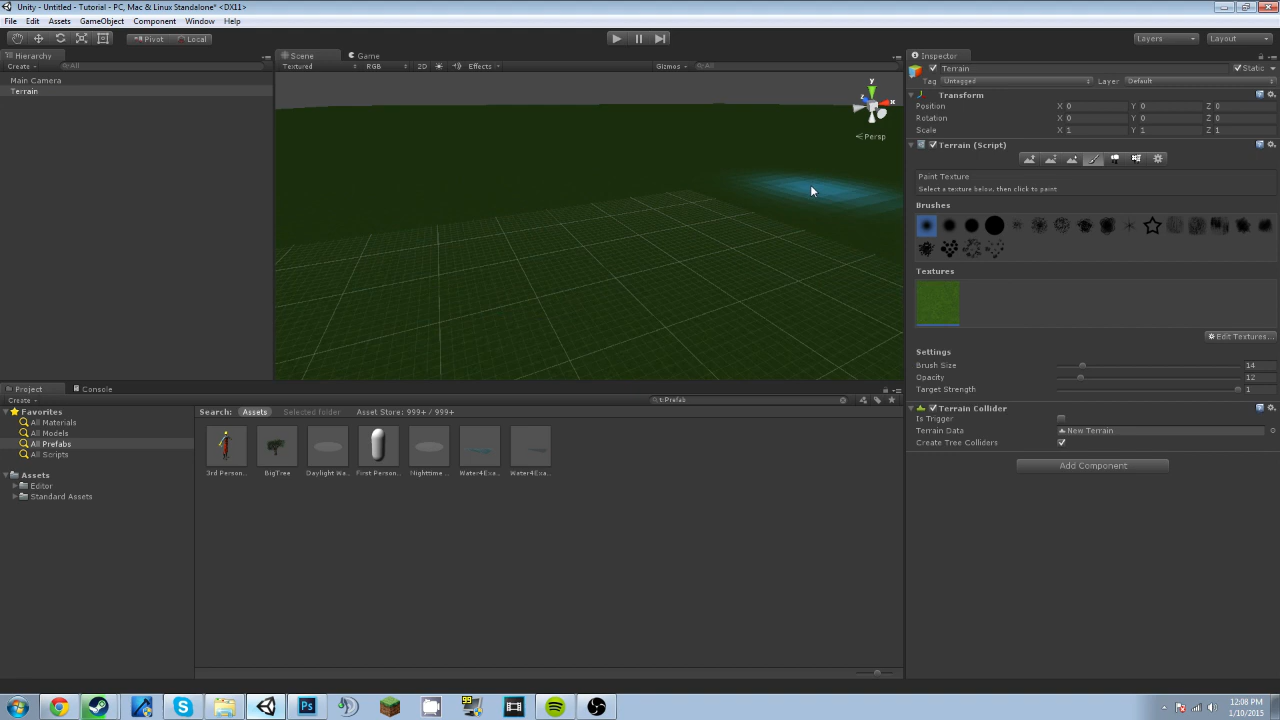 Unity - Untitled - Tutorial - PC, Mac & Linux Standalone* <DX11>
File Edit Assets GameObject Component Window Help
Pivot Local
Layers Layout
Hierarchy
Create All
Main Camera
Terrain
Scene Game
Textured RGB 2D Effects Gizmos All
y
x
z
Persp
Inspector
Terrain Static
Tag Untagged Layer Default
Transform
Position X 0 Y 0 Z 0
Rotation X 0 Y 0 Z 0
Scale X 1 Y 1 Z 1
Terrain (Script)
Paint Texture
Select a texture below, then click to paint
Brushes
Textures
Edit Textures...
Settings
Brush Size 14
Opacity 12
Target Strength 1
Terrain Collider
Is Trigger
Terrain Data New Terrain
Create Tree Colliders
Add Component
Project Console
Create t:Prefab
Favorites
All Materials
All Models
All Prefabs
All Scripts
Assets
Editor
Standard Assets
Search: Assets Selected folder Asset Store: 999+ / 999+
3rd Person... BigTree Daylight Wa... First Person... Nighttime ... Water4Exa... Water4Exa...
99
12:08 PM
1/10/2015